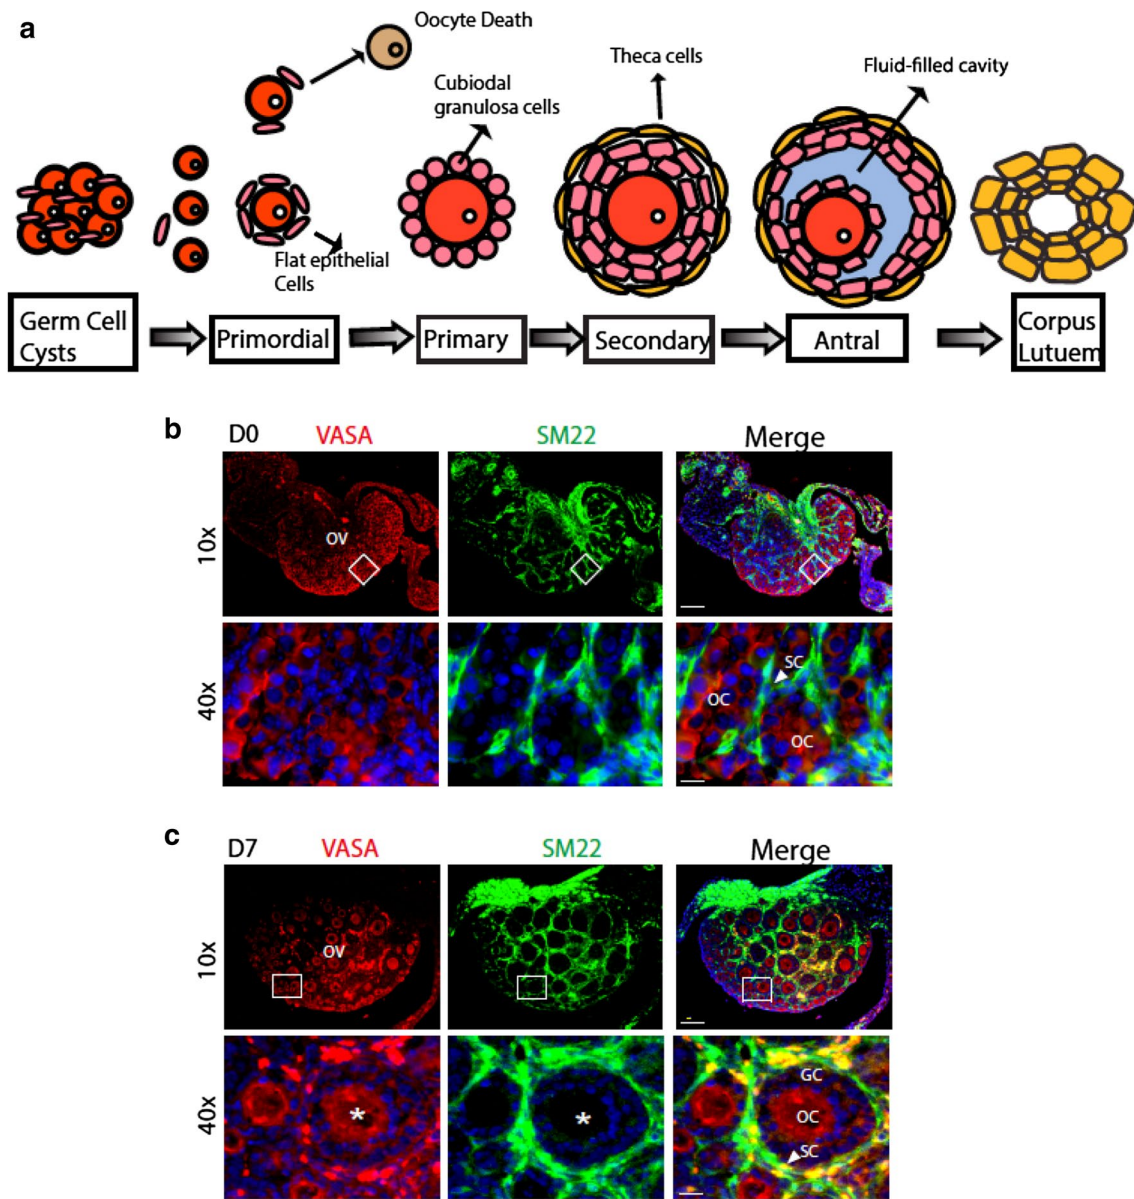 a
Oocyte Death
Cubiodal
granulosa cells
Theca cells
Fluid-filled cavity
Flat epithelial
Cells
Germ Cell
Cysts
Primordial
Primary
Secondary
Antral
Corpus
Lutuem
b
D0 VASA SM22 Merge
10x
OV
40x
SC
OC
OC
c
D7 VASA SM22 Merge
10x
OV
40x
*
*
GC
OC
SC